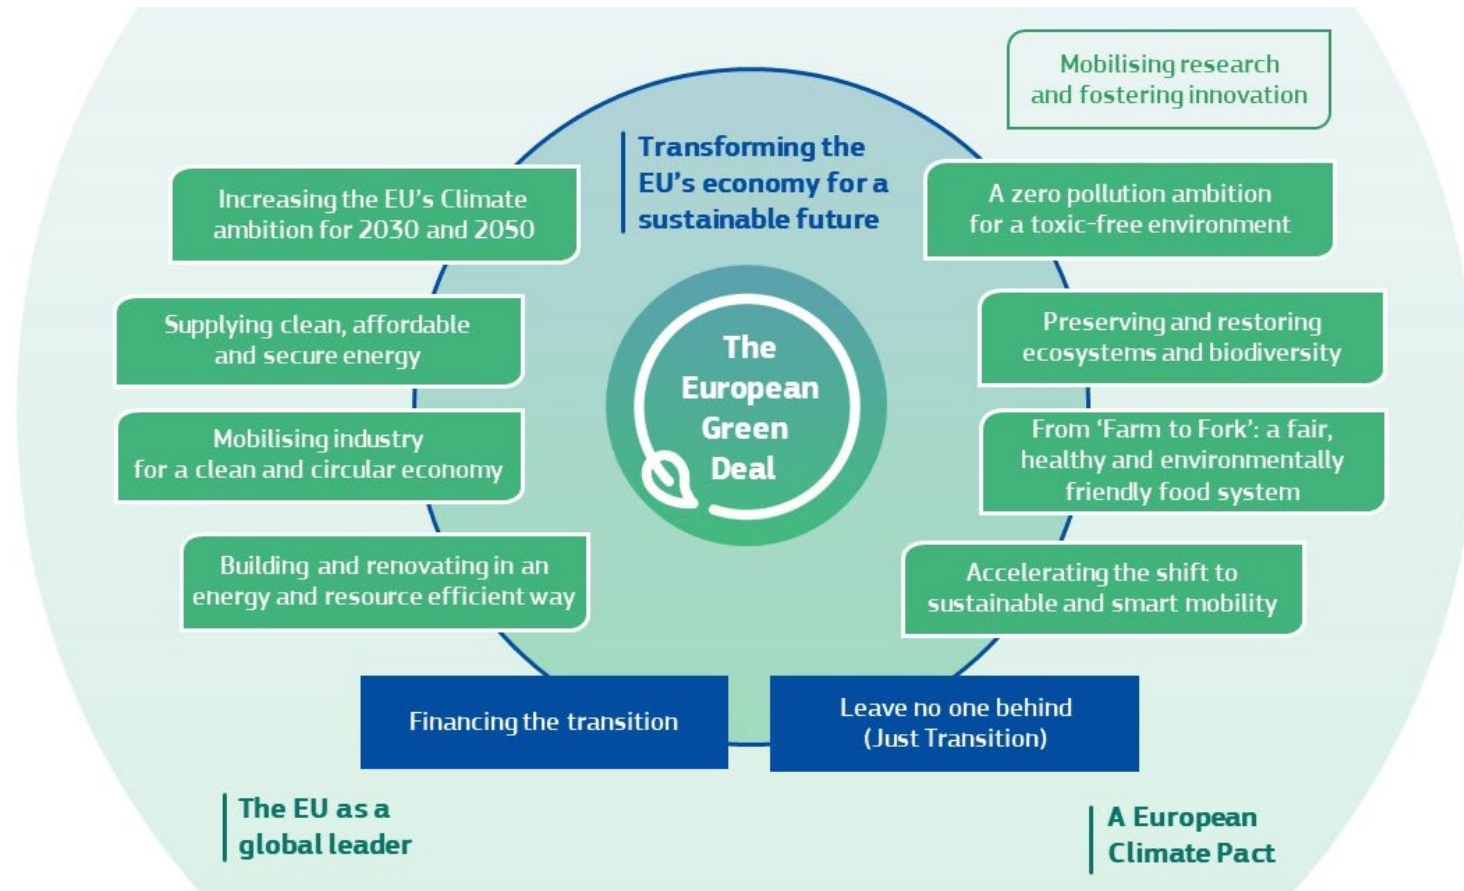 Mobilising research
and fostering innovation
Transforming the
EU's economy for a
sustainable future
Increasing the EU's Climate
ambition for 2030 and 2050
Supplying clean, affordable
and secure energy
Mobilising industry
for a clean and circular economy
Building and renovating in an
energy and resource efficient way
The
European
Green
Deal
A zero pollution ambition
for a toxic-free environment
Preserving and restoring
ecosystems and biodiversity
From ‘Farm to Fork’: a fair,
healthy and environmentally
friendly food system
Accelerating the shift to
sustainable and smart mobility
Financing the transition
Leave no one behind
(Just Transition)
The EU as a
global leader
A European
Climate Pact